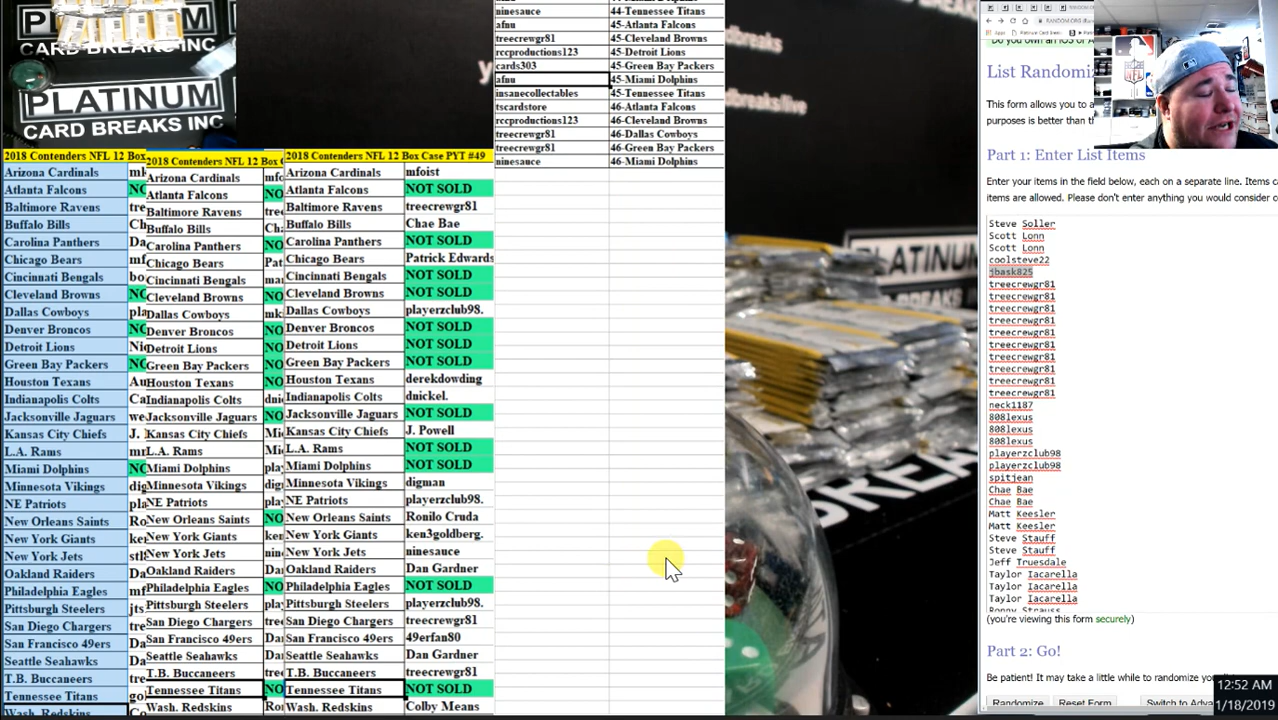 CARD BREAKS INC
PLATINUM
CARD BREAKS INC
ninesauce 44-Tennessee Titans
afnu 45-Atlanta Falcons
treecrewgr81 45-Cleveland Browns
rccproductions123 45-Detroit Lions
cards303 45-Green Bay Packers
afnu 45-Miami Dolphins
insanecollectables 45-Tennessee Titans
tscardstore 46-Atlanta Falcons
rccproductions123 46-Cleveland Browns
treecrewgr81 46-Dallas Cowboys
treecrewgr81 46-Green Bay Packers
ninesauce 46-Miami Dolphins
2018 Contenders NFL 12 Box
Arizona Cardinals
Atlanta Falcons
Baltimore Ravens
Buffalo Bills
Carolina Panthers
Chicago Bears
Cincinnati Bengals
Cleveland Browns
Dallas Cowboys
Denver Broncos
Detroit Lions
Green Bay Packers
Houston Texans
Indianapolis Colts
Jacksonville Jaguars
Kansas City Chiefs
L.A. Rams
Miami Dolphins
Minnesota Vikings
NE Patriots
New Orleans Saints
New York Giants
New York Jets
Oakland Raiders
Philadelphia Eagles
Pittsburgh Steelers
San Diego Chargers
San Francisco 49ers
Seattle Seahawks
T.B. Buccaneers
Tennessee Titans
Wash. Redskins
2018 Contenders NFL 12 Box
Arizona Cardinals
Atlanta Falcons
Baltimore Ravens
Buffalo Bills
Carolina Panthers
Chicago Bears
Cincinnati Bengals
Cleveland Browns
Dallas Cowboys
Denver Broncos
Detroit Lions
Green Bay Packers
Houston Texans
Indianapolis Colts
Jacksonville Jaguars
Kansas City Chiefs
L.A. Rams
Miami Dolphins
Minnesota Vikings
NE Patriots
New Orleans Saints
New York Giants
New York Jets
Oakland Raiders
Philadelphia Eagles
Pittsburgh Steelers
San Diego Chargers
San Francisco 49ers
Seattle Seahawks
T.B. Buccaneers
Tennessee Titans
Wash. Redskins
2018 Contenders NFL 12 Box Case PYT #49
Arizona Cardinals mfoist
Atlanta Falcons NOT SOLD
Baltimore Ravens treecrewgr81
Buffalo Bills Chae Bae
Carolina Panthers NOT SOLD
Chicago Bears Patrick Edwards
Cincinnati Bengals NOT SOLD
Cleveland Browns NOT SOLD
Dallas Cowboys playerzclub98.
Denver Broncos NOT SOLD
Detroit Lions NOT SOLD
Green Bay Packers NOT SOLD
Houston Texans derekdowding
Indianapolis Colts dnickel.
Jacksonville Jaguars NOT SOLD
Kansas City Chiefs J. Powell
L.A. Rams NOT SOLD
Miami Dolphins NOT SOLD
Minnesota Vikings digman
NE Patriots playerzclub98.
New Orleans Saints Ronilo Cruda
New York Giants ken3goldberg.
New York Jets ninesauce
Oakland Raiders Dan Gardner
Philadelphia Eagles NOT SOLD
Pittsburgh Steelers playerzclub98.
San Diego Chargers treecrewgr81
San Francisco 49ers 49erfan80
Seattle Seahawks Dan Gardner
T.B. Buccaneers treecrewgr81
Tennessee Titans NOT SOLD
Wash. Redskins Colby Means
dbreaks
dbreaks/live
PLATINUM
List Randomi
This form allows you to a
purposes is better than th
Part 1: Enter List Items
Enter your items in the field below, each on a separate line. Items ca
items are allowed. Please don't enter anything you would consider c
Steve Soller
Scott Lonn
Scott Lonn
coolsteve22
jbask825
treecrewgr81
treecrewgr81
treecrewgr81
treecrewgr81
treecrewgr81
treecrewgr81
treecrewgr81
treecrewgr81
treecrewgr81
treecrewgr81
neck1187
808lexus
808lexus
808lexus
playerzclub98
playerzclub98
spitjean
Chae Bae
Chae Bae
Matt Keesler
Matt Keesler
Steve Stauff
Steve Stauff
Jeff Truesdale
Taylor Iacarella
Taylor Iacarella
Taylor Iacarella
Ronny Strauss
(you're viewing this form securely)
Part 2: Go!
Be patient! It may take a little while to randomize yo
Randomize Reset Form Switch to Adva
12:52 AM
1/18/2019